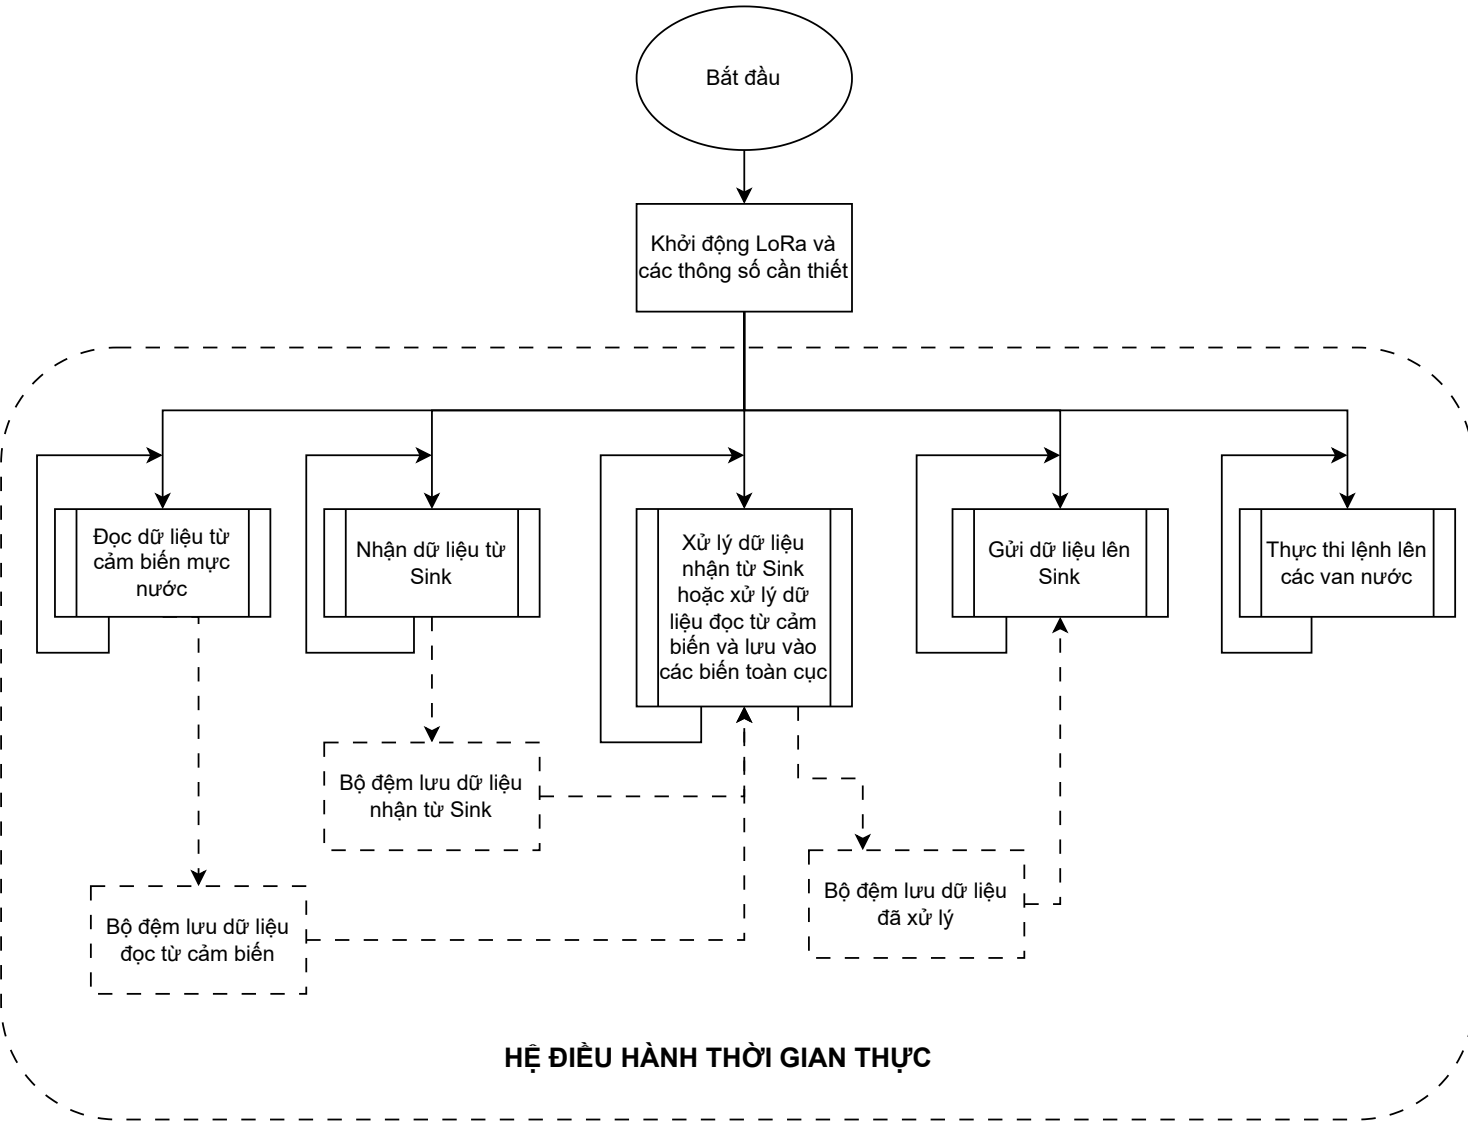 Bắt đầu
Khởi động LoRa và
các thông số cần thiết
Đọc dữ liệu từ
cảm biến mực
nước
Nhận dữ liệu từ
Sink
Xử lý dữ liệu
nhận từ Sink
hoặc xử lý dữ
liệu đọc từ cảm
biến và lưu vào
các biến toàn cục
Gửi dữ liệu lên
Sink
Thực thi lệnh lên
các van nước
Bộ đệm lưu dữ liệu
nhận từ Sink
Bộ đệm lưu dữ liệu
đã xử lý
Bộ đệm lưu dữ liệu
đọc từ cảm biến
HỆ ĐIỀU HÀNH THỜI GIAN THỰC